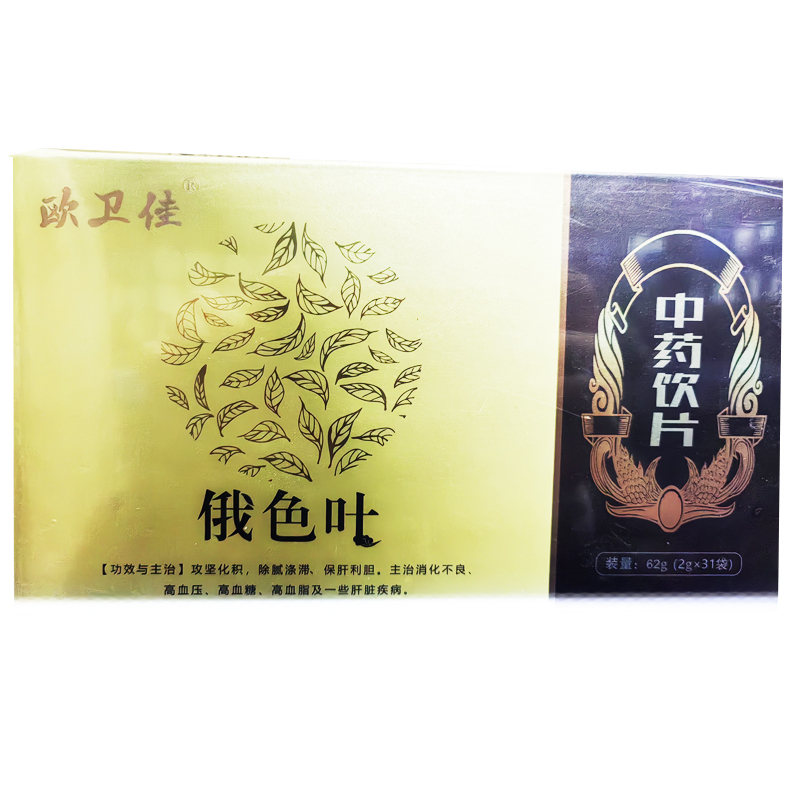 欧卫佳®
俄色叶
【功效与主治】攻坚化积，除腻涤滞、保肝利胆。主治消化不良、
高血压、高血糖、高血脂及一些肝脏疾病。
中药饮片
装量：62g (2g×31袋)